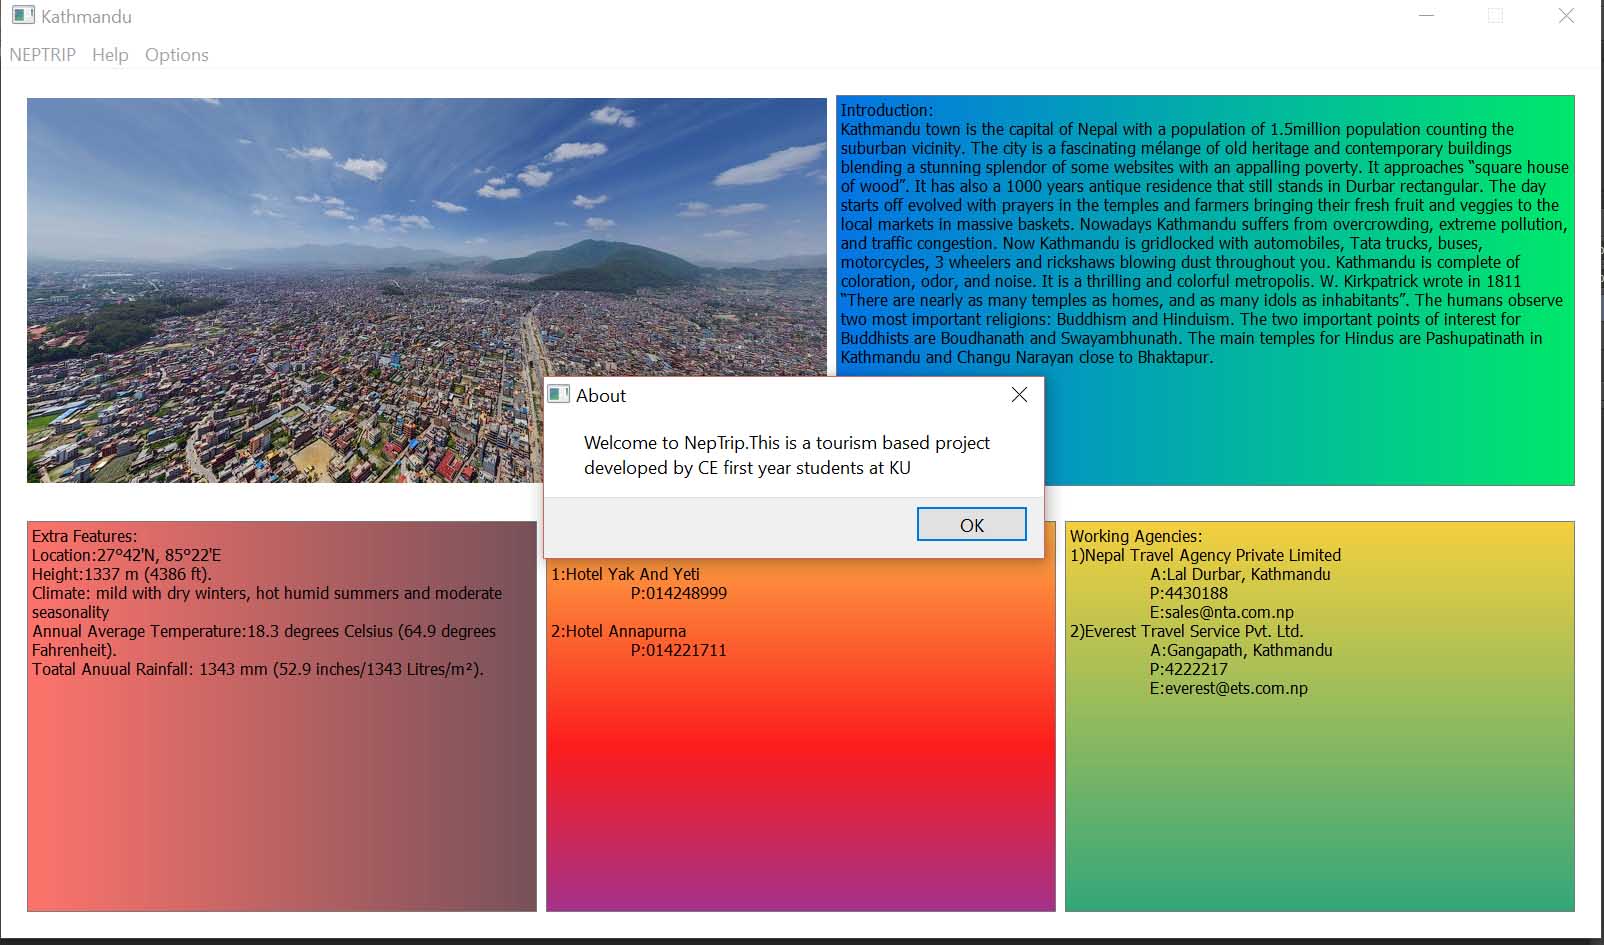 Kathmandu
NEPTRIP Help Options
Introduction:
Kathmandu town is the capital of Nepal with a population of 1.5million population counting the
suburban vicinity. The city is a fascinating mélange of old heritage and contemporary buildings
blending a stunning splendor of some websites with an appalling poverty. It approaches “square house
of wood”. It has also a 1000 years antique residence that still stands in Durbar rectangular. The day
starts off evolved with prayers in the temples and farmers bringing their fresh fruit and veggies to the
local markets in massive baskets. Nowadays Kathmandu suffers from overcrowding, extreme pollution,
and traffic congestion. Now Kathmandu is gridlocked with automobiles, Tata trucks, buses,
motorcycles, 3 wheelers and rickshaws blowing dust throughout you. Kathmandu is complete of
coloration, odor, and noise. It is a thrilling and colorful metropolis. W. Kirkpatrick wrote in 1811
“There are nearly as many temples as homes, and as many idols as inhabitants”. The humans observe
two most important religions: Buddhism and Hinduism. The two important points of interest for
Buddhists are Boudhanath and Swayambhunath. The main temples for Hindus are Pashupatinath in
Kathmandu and Changu Narayan close to Bhaktapur.
About
Welcome to NepTrip.This is a tourism based project
developed by CE first year students at KU
OK
Extra Features:
Location:27°42'N, 85°22'E
Height:1337 m (4386 ft).
Climate: mild with dry winters, hot humid summers and moderate
seasonality
Annual Average Temperature:18.3 degrees Celsius (64.9 degrees
Fahrenheit).
Toatal Anuual Rainfall: 1343 mm (52.9 inches/1343 Litres/m²).
1:Hotel Yak And Yeti
P:014248999
2:Hotel Annapurna
P:014221711
Working Agencies:
1)Nepal Travel Agency Private Limited
A:Lal Durbar, Kathmandu
P:4430188
E:sales@nta.com.np
2)Everest Travel Service Pvt. Ltd.
A:Gangapath, Kathmandu
P:4222217
E:everest@ets.com.np